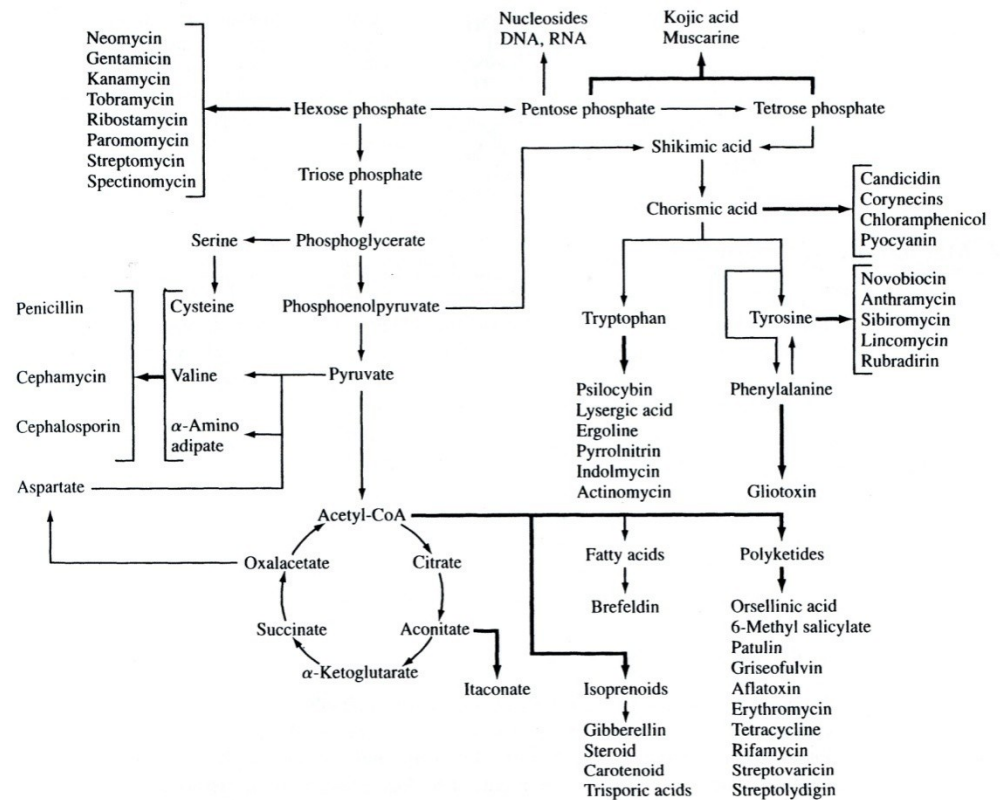 Nucleosides
DNA, RNA
Kojic acid
Muscarine
Neomycin
Gentamicin
Kanamycin
Tobramycin
Ribostamycin
Paromomycin
Streptomycin
Spectinomycin
Hexose phosphate
Pentose phosphate
Tetrose phosphate
Triose phosphate
Shikimic acid
Chorismic acid
Candicidin
Corynecins
Chloramphenicol
Pyocyanin
Serine
Phosphoglycerate
Penicillin
Cysteine
Phosphoenolpyruvate
Tryptophan
Tyrosine
Novobiocin
Anthramycin
Sibiromycin
Lincomycin
Rubradirin
Cephamycin
Valine
Pyruvate
Phenylalanine
Cephalosporin
α-Amino
adipate
Psilocybin
Lysergic acid
Ergoline
Pyrrolnitrin
Indolmycin
Actinomycin
Gliotoxin
Aspartate
Acetyl-CoA
Oxalacetate
Citrate
Fatty acids
Polyketides
Brefeldin
Succinate
Aconitate
α-Ketoglutarate
Itaconate
Isoprenoids
Gibberellin
Steroid
Carotenoid
Trisporic acids
Orsellinic acid
6-Methyl salicylate
Patulin
Griseofulvin
Aflatoxin
Erythromycin
Tetracycline
Rifamycin
Streptovaricin
Streptolydigin